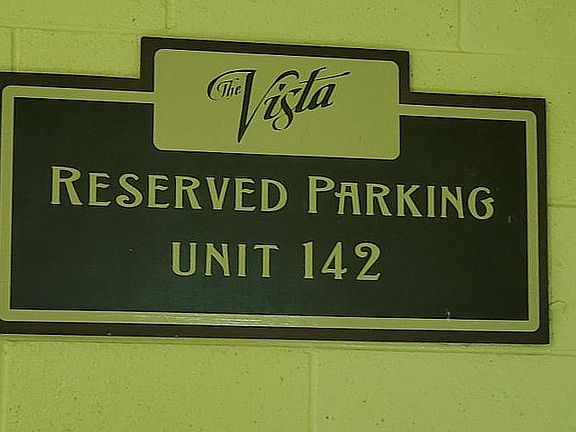 The Vista
RESERVED PARKING
UNIT 142